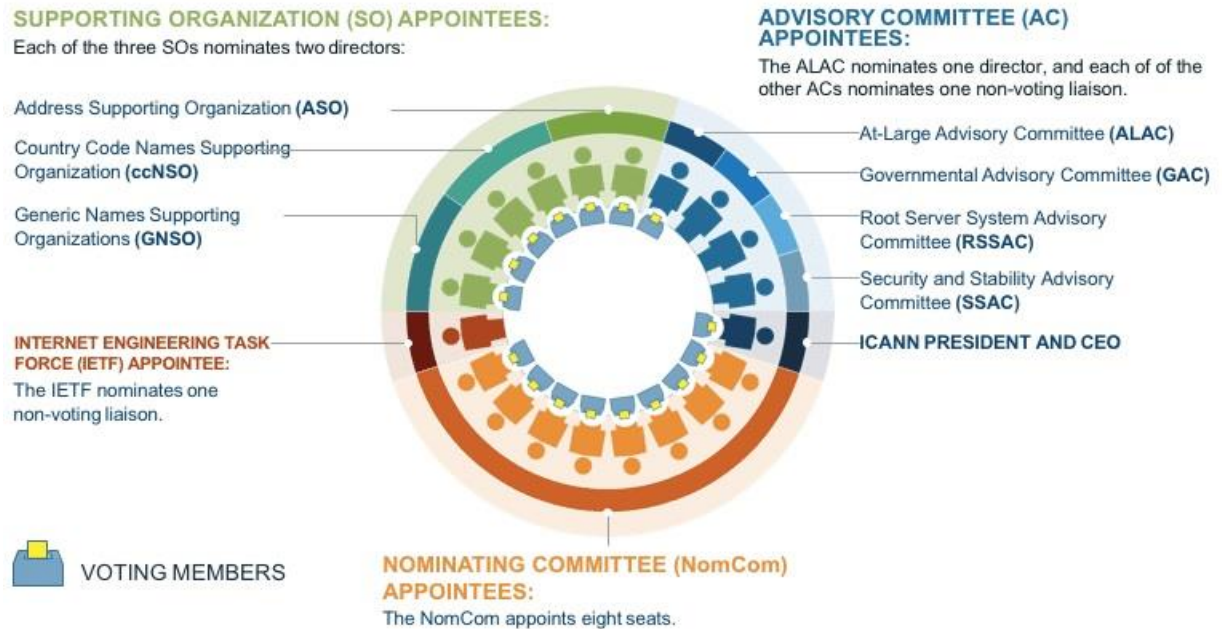 SUPPORTING ORGANIZATION (SO) APPOINTEES:
Each of the three SOs nominates two directors:
Address Supporting Organization (ASO)
Country Code Names Supporting
Organization (ccNSO)
Generic Names Supporting
Organizations (GNSO)
INTERNET ENGINEERING TASK
FORCE (IETF) APPOINTEE:
The IETF nominates one
non-voting liaison.
ADVISORY COMMITTEE (AC)
APPOINTEES:
The ALAC nominates one director, and each of of the
other ACs nominates one non-voting liaison.
At-Large Advisory Committee (ALAC)
Governmental Advisory Committee (GAC)
Root Server System Advisory
Committee (RSSAC)
Security and Stability Advisory
Committee (SSAC)
ICANN PRESIDENT AND CEO
VOTING MEMBERS
NOMINATING COMMITTEE (NomCom)
APPOINTEES:
The NomCom appoints eight seats.